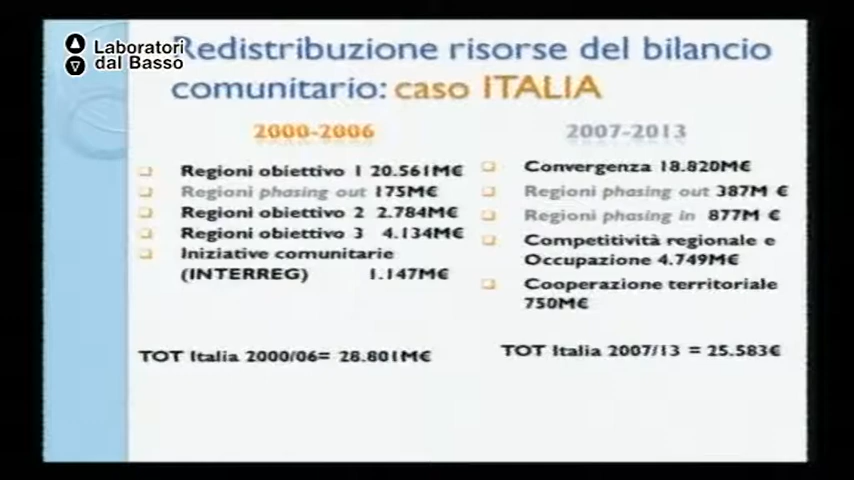 Laboratori
dal Basso
Redistribuzione risorse del bilancio
comunitario: caso ITALIA
2000-2006
Regioni obiettivo 1 20.561M€
Regioni phasing out 175M€
Regioni obiettivo 2 2.784M€
Regioni obiettivo 3 4.134M€
Iniziative comunitarie
(INTERREG) 1.147M€
TOT Italia 2000/06= 28.801M€
2007-2013
Convergenza 18.820M€
Regioni phasing out 387M €
Regioni phasing in 877M €
Competitività regionale e
Occupazione 4.749M€
Cooperazione territoriale
750M€
TOT Italia 2007/13 = 25.583€